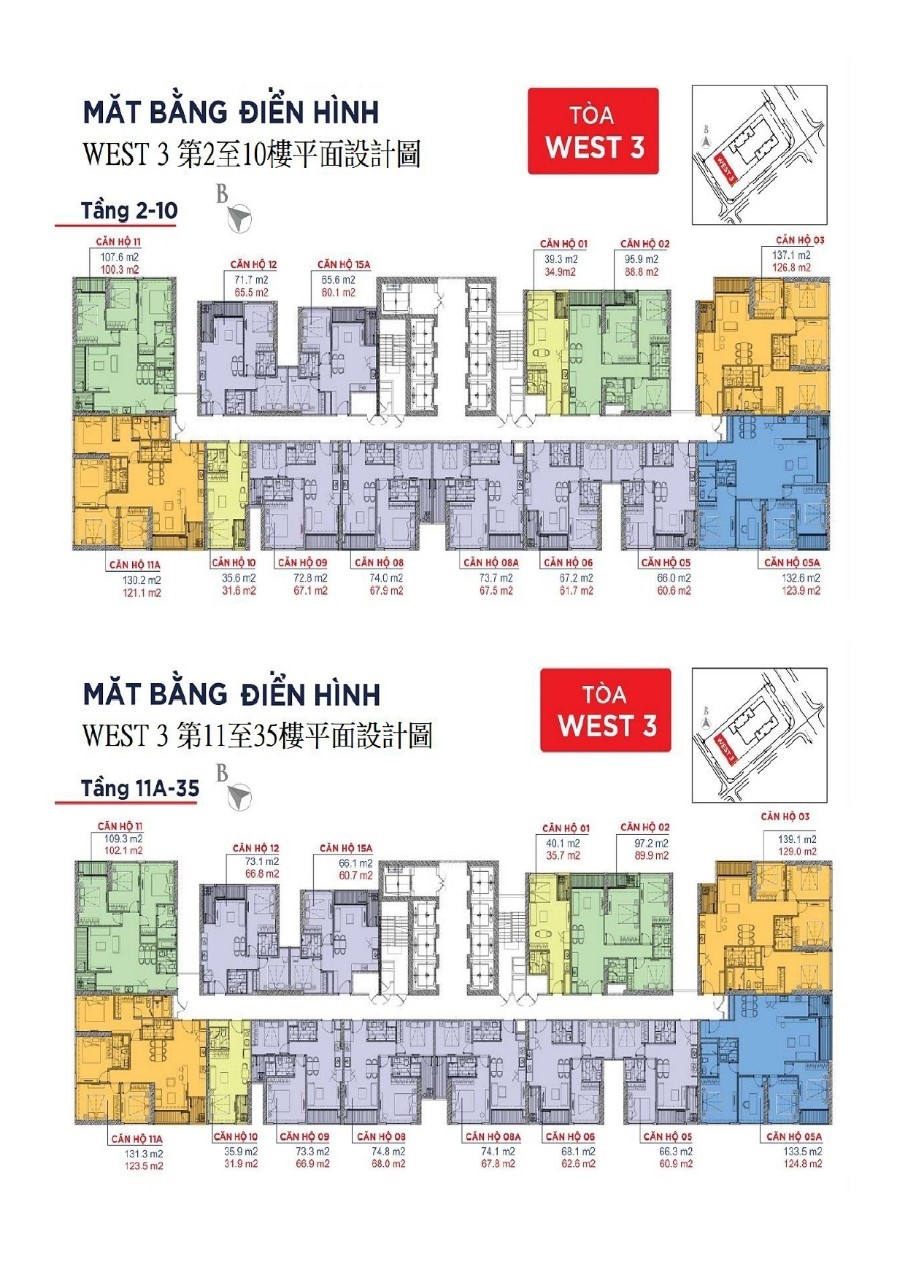 MẶT BẰNG ĐIỂN HÌNH
WEST 3 第2至10樓平面設計圖
TÒA
WEST 3
B
WEST 3
Tầng 2-10
B
CĂN HỘ 11
107.6 m2
100.3 m2
CĂN HỘ 12
71.7 m2
65.5 m2
CĂN HỘ 15A
65.6 m2
60.1 m2
CĂN HỘ 01
39.3 m2
34.9m2
CĂN HỘ 02
95.9 m2
88.8 m2
CĂN HỘ 03
137.1 m2
126.8 m2
CĂN HỘ 11A
130.2 m2
121.1 m2
CĂN HỘ 10
35.6 m2
31.6 m2
CĂN HỘ 09
72.8 m2
67.1 m2
CĂN HỘ 08
74.0 m2
67.9 m2
CĂN HỘ 08A
73.7 m2
67.5 m2
CĂN HỘ 06
67.2 m2
61.7 m2
CĂN HỘ 05
66.0 m2
60.6 m2
CĂN HỘ 05A
132.6 m2
123.9 m2
MẶT BẰNG ĐIỂN HÌNH
WEST 3 第11至35樓平面設計圖
TÒA
WEST 3
B
WEST 3
Tầng 11A-35
B
CĂN HỘ 11
109.3 m2
102.1 m2
CĂN HỘ 12
73.1 m2
66.8 m2
CĂN HỘ 15A
66.1 m2
60.7 m2
CĂN HỘ 01
40.1 m2
35.7 m2
CĂN HỘ 02
97.2 m2
89.9 m2
CĂN HỘ 03
139.1 m2
129.0 m2
CĂN HỘ 11A
131.3 m2
123.5 m2
CĂN HỘ 10
35.9 m2
31.9 m2
CĂN HỘ 09
73.3 m2
66.9 m2
CĂN HỘ 08
74.8 m2
68.0 m2
CĂN HỘ 08A
74.1 m2
67.8 m2
CĂN HỘ 06
68.1 m2
62.6 m2
CĂN HỘ 05
66.3 m2
60.9 m2
CĂN HỘ 05A
133.5 m2
124.8 m2